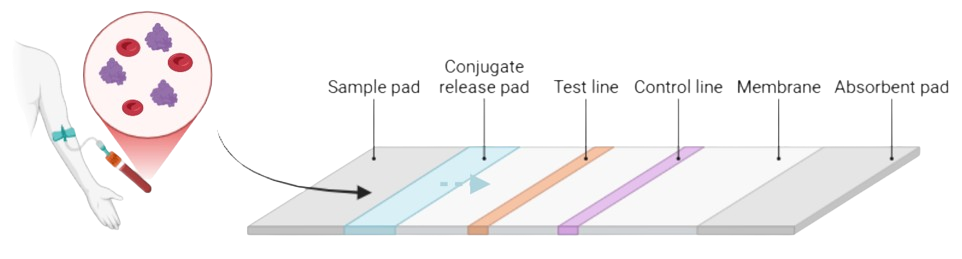 Sample pad
Conjugate
release pad
Test line
Control line
Membrane
Absorbent pad